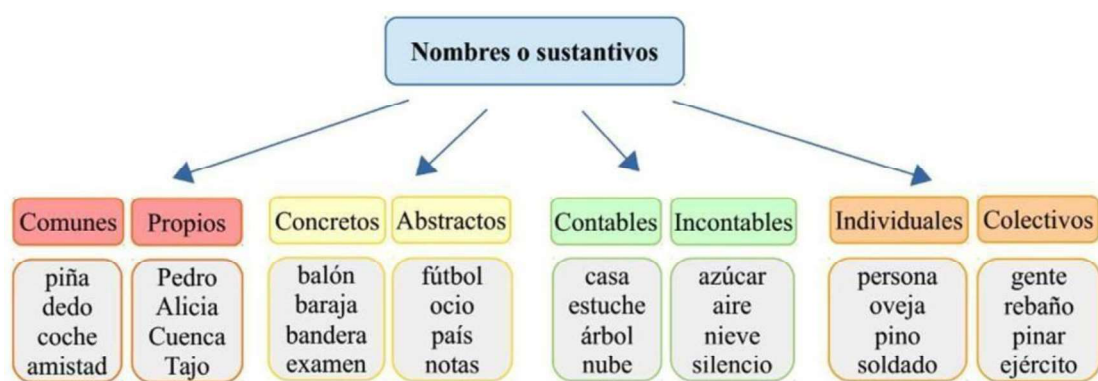 Nombres o sustantivos
Comunes
Propios
Concretos
Abstractos
Contables
Incontables
Individuales
Colectivos
piña
dedo
coche
amistad
Pedro
Alicia
Cuenca
Tajo
balón
baraja
bandera
examen
fútbol
ocio
país
notas
casa
estuche
árbol
nube
azúcar
aire
nieve
silencio
persona
oveja
pino
soldado
gente
rebaño
pinar
ejército